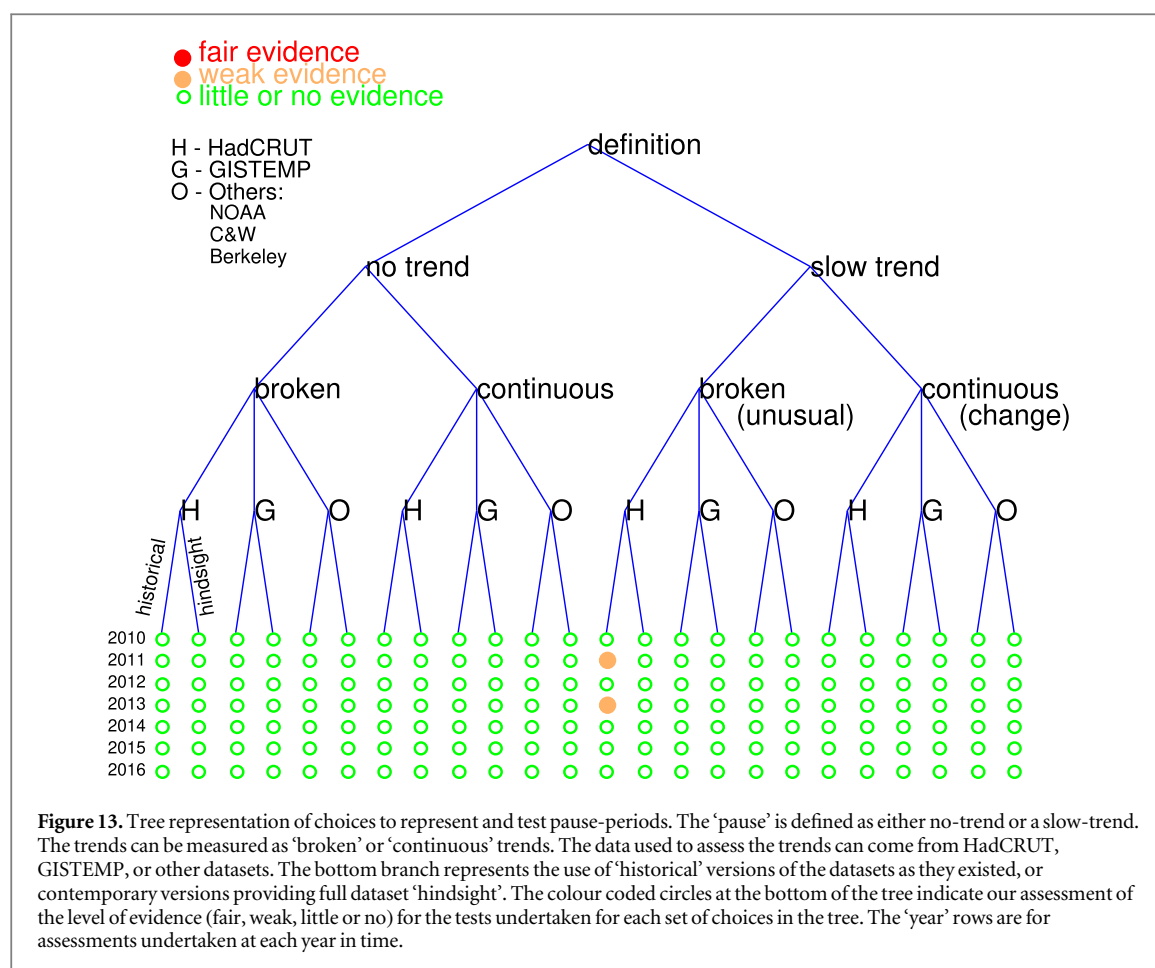 fair evidence
weak evidence
little or no evidence
H - HadCRUT
G - GISTEMP
O - Others:
NOAA
C&W
Berkeley
definition
no trend slow trend
broken continuous broken continuous
(unusual) (change)
H G O H G O H G O H G O
historical hindsight
2010
2011
2012
2013
2014
2015
2016
Figure 13. Tree representation of choices to represent and test pause-periods. The ‘pause’ is defined as either no-trend or a slow-trend.
The trends can be measured as ‘broken’ or ‘continuous’ trends. The data used to assess the trends can come from HadCRUT,
GISTEMP, or other datasets. The bottom branch represents the use of ‘historical’ versions of the datasets as they existed, or
contemporary versions providing full dataset ‘hindsight’. The colour coded circles at the bottom of the tree indicate our assessment of
the level of evidence (fair, weak, little or no) for the tests undertaken for each set of choices in the tree. The ‘year’ rows are for
assessments undertaken at each year in time.